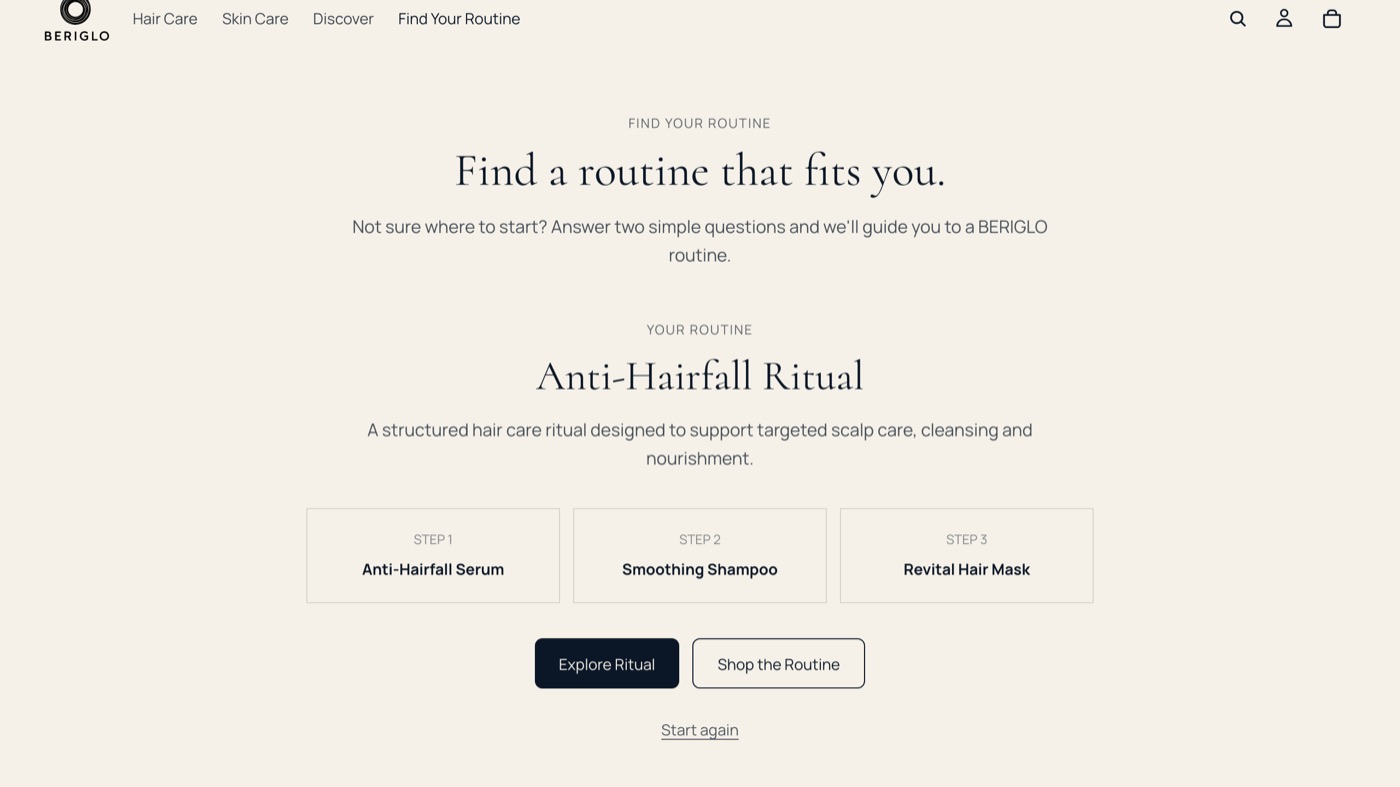 BERIGLO
Hair Care
Skin Care
Discover
Find Your Routine
FIND YOUR ROUTINE
Find a routine that fits you.
Not sure where to start? Answer two simple questions and we'll guide you to a BERIGLO
routine.
YOUR ROUTINE
Anti-Hairfall Ritual
A structured hair care ritual designed to support targeted scalp care, cleansing and
nourishment.
STEP 1
Anti-Hairfall Serum
STEP 2
Smoothing Shampoo
STEP 3
Revital Hair Mask
Explore Ritual
Shop the Routine
Start again